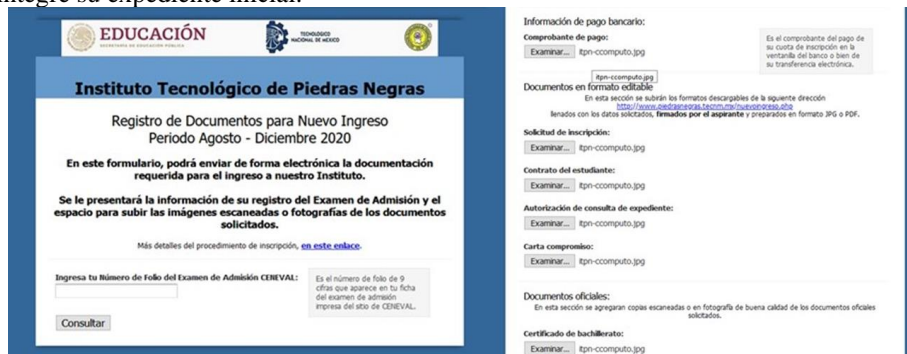 integre su expediente inicial.
EDUCACIÓN
SECRETARÍA DE EDUCACIÓN PÚBLICA
TECNOLÓGICO
NACIONAL DE MÉXICO
Instituto Tecnológico de Piedras Negras
Registro de Documentos para Nuevo Ingreso
Periodo Agosto - Diciembre 2020
En este formulario, podrá enviar de forma electrónica la documentación
requerida para el ingreso a nuestro Instituto.
Se le presentará la información de su registro del Examen de Admisión y el
espacio para subir las imágenes escaneadas o fotografías de los documentos
solicitados.
Más detalles del procedimiento de inscripción, en este enlace.
Ingresa tu Número de Folio del Examen de Admisión CENEVAL:
Es el número de folio de 9
cifras que aparece en tu ficha
del examen de admisión
impresa del sitio de CENEVAL.
Consultar
Información de pago bancario:
Comprobante de pago:
Examinar... itpn-ccomputo.jpg
Es el comprobante del pago de
su cuota de inscripción en la
ventanilla del banco o bien de
su transferencia electrónica.
itpn-ccomputo.jpg
Documentos en formato editable
En esta sección se subirán los formatos descargables de la siguiente dirección
http://www.piedrasnegras.tecnm.mx/nuevoingreso.php
llenados con los datos solicitados, firmados por el aspirante y preparados en formato JPG o PDF.
Solicitud de inscripción:
Examinar... itpn-ccomputo.jpg
Contrato del estudiante:
Examinar... itpn-ccomputo.jpg
Autorización de consulta de expediente:
Examinar... itpn-ccomputo.jpg
Carta compromiso:
Examinar... itpn-ccomputo.jpg
Documentos oficiales:
En esta sección se agregaran copias escaneadas o en fotografía de buena calidad de los documentos oficiales
solicitados.
Certificado de bachillerato:
Examinar... itpn-ccomputo.jpg